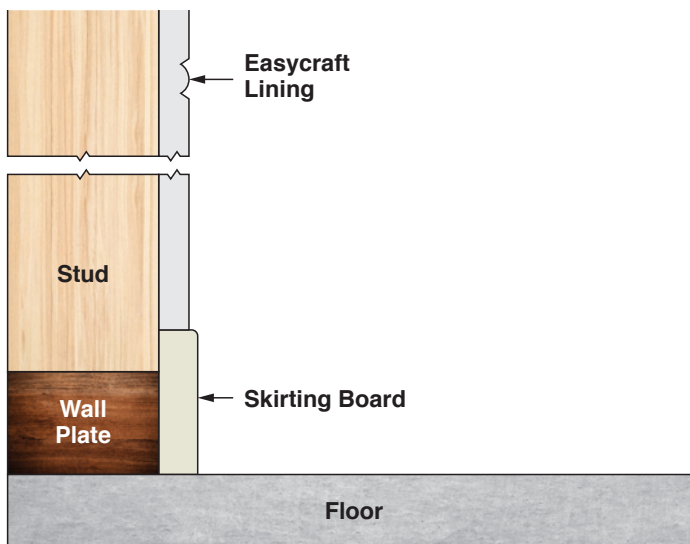 Easycraft
Lining
Stud
Skirting Board
Wall
Plate
Floor